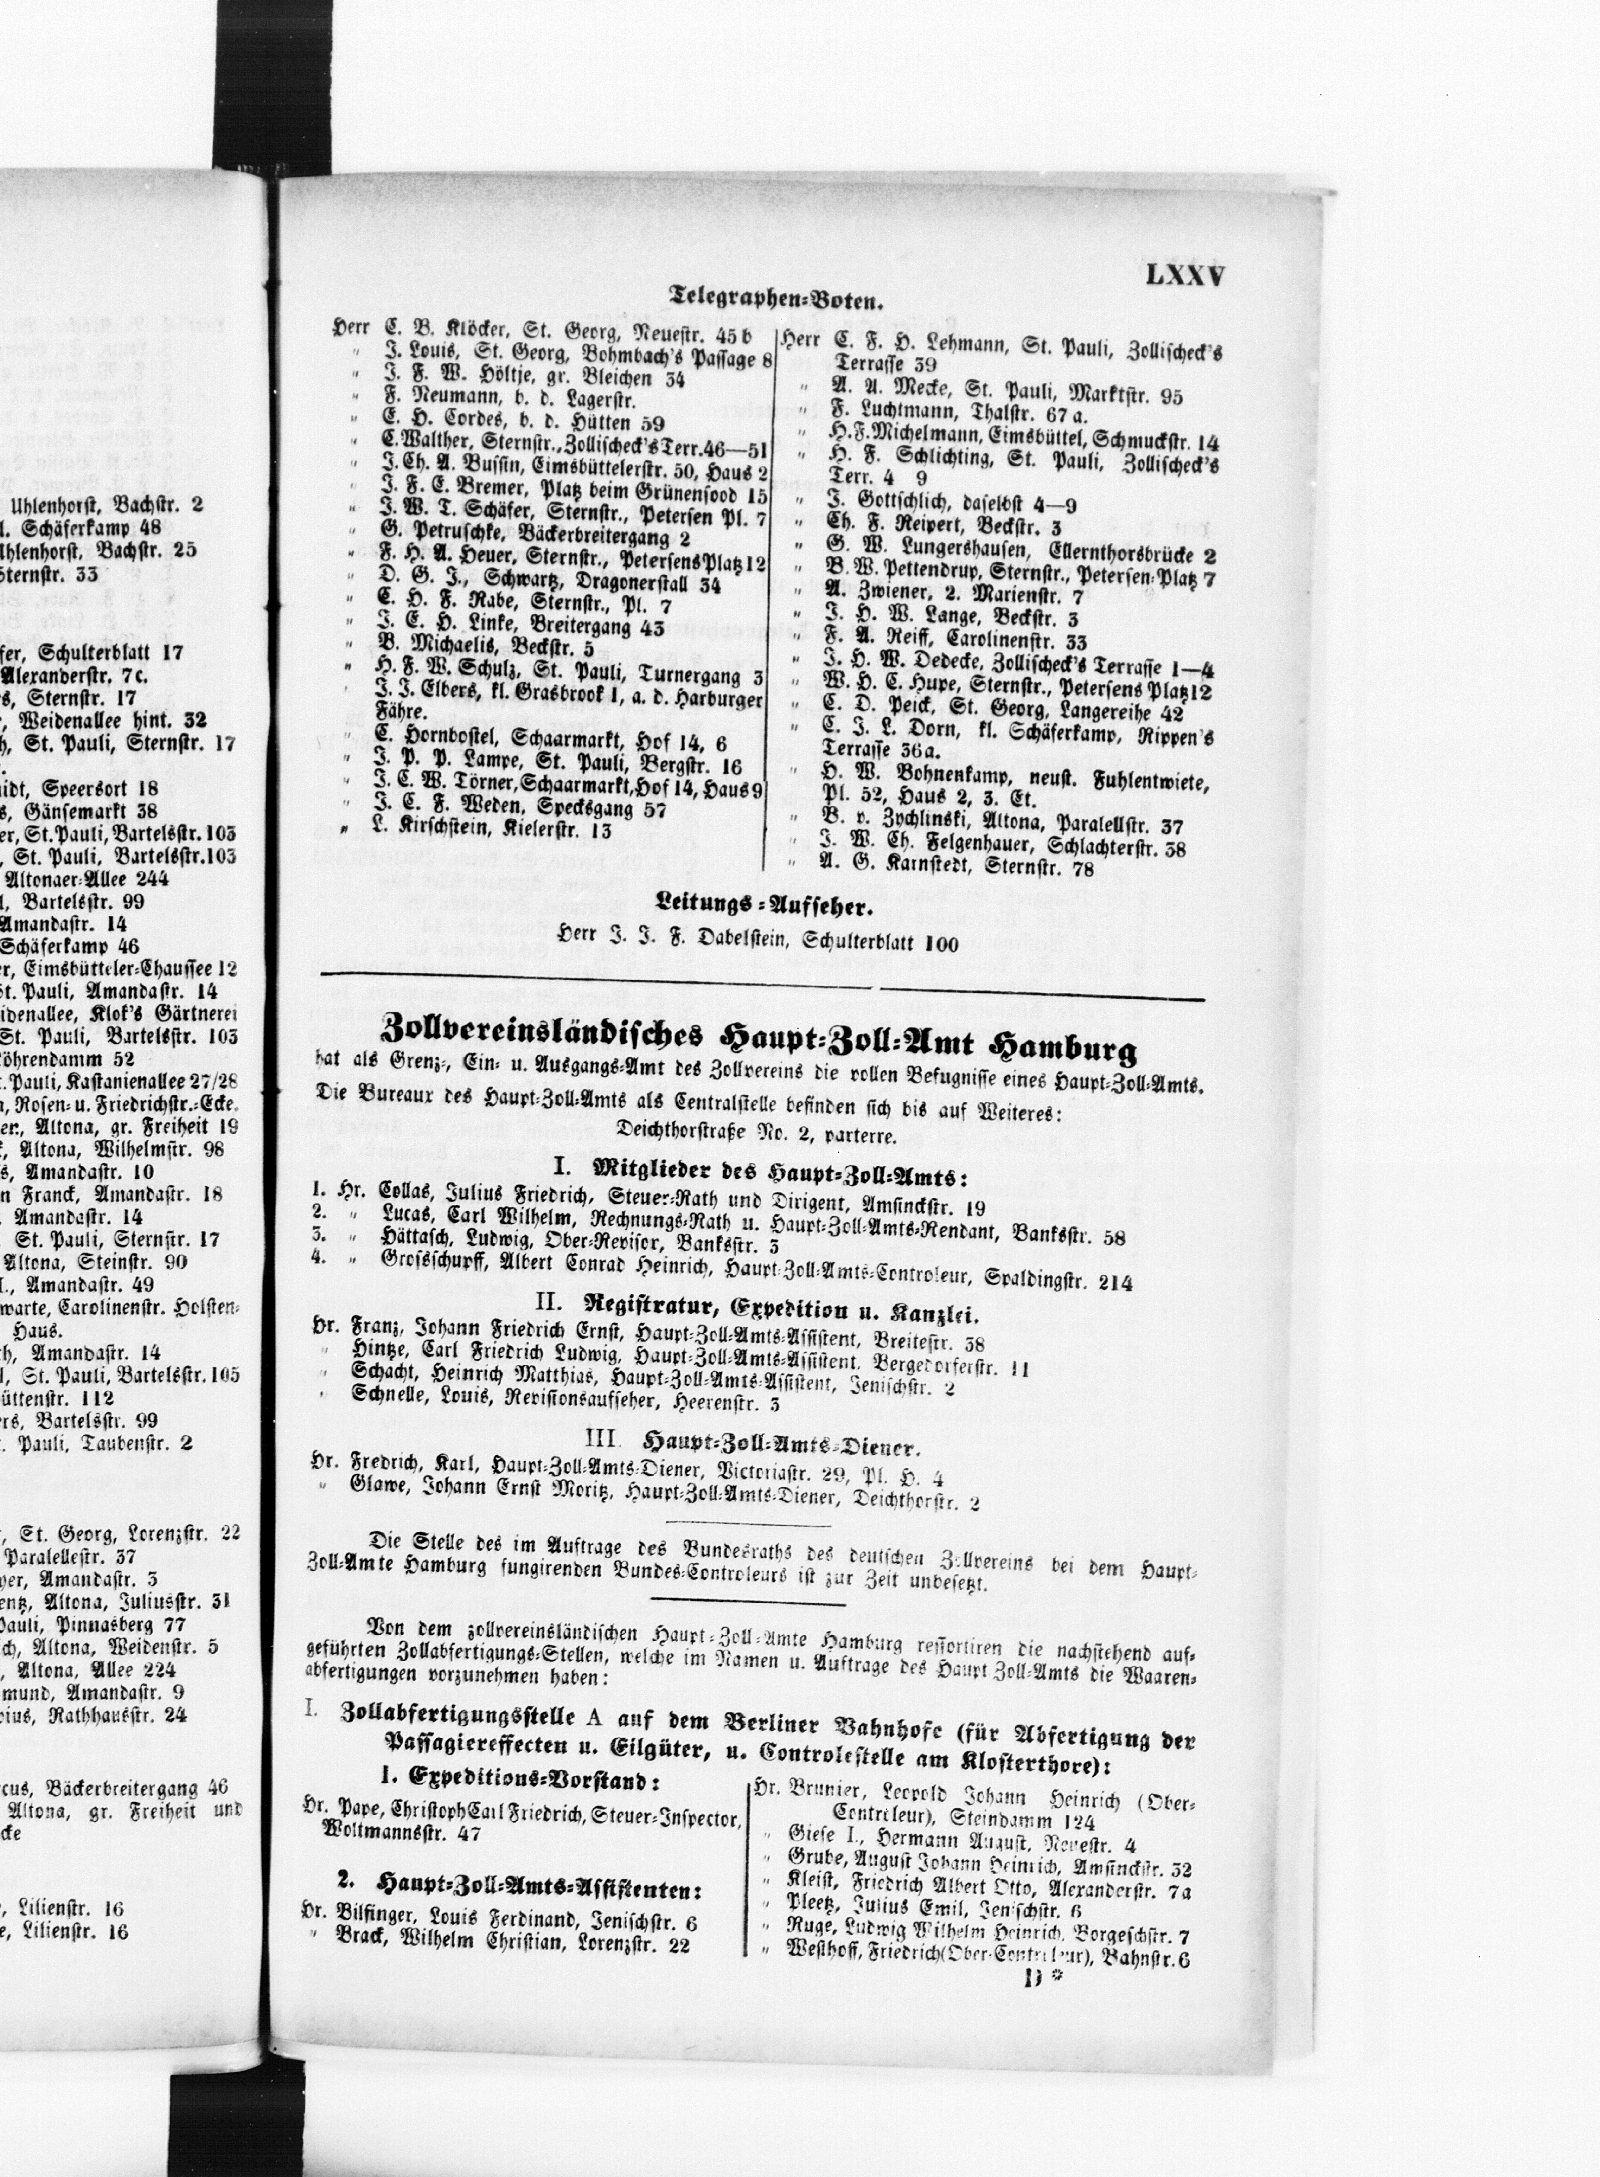 Uhlenhorst, Bachstr. 2
Schäferkamp 48
Uhlenhorst, Bachstr. 25
Sternstr. 33
Schulterblatt 17
Alexanderstr. 7c.
Sternstr. 17
Weidenallee hint. 32
St. Pauli, Sternstr. 17
Speersort 18
Gänsemarkt 38
St. Pauli, Bartelsstr. 103
St. Pauli, Bartelsstr. 103
Altonaer-Allee 244
Bartelsstr. 99
Amandastr. 14
Schäferkamp 46
Eimsbütteler-Chaussee 12
St. Pauli, Amandastr. 14
Klok's Gärtnerei
St. Pauli, Bartelsstr. 103
52
Pauli, Kastanienallee 27/28
Rosen- u. Friedrichstr.-Ecke.
Altona, gr. Freiheit 19
Altona, Wilhelmstr. 98
Amandastr. 10
Franck, Amandastr. 18
Amandastr. 14
St. Pauli, Sternstr. 17
Altona, Steinstr. 90
Amandastr. 49
Carolinenstr. Holsten-
Haus.
Amandastr. 14
St. Pauli, Bartelsstr. 105
112
Bartelsstr. 99
Pauli, Taubenstr. 2
St. Georg, Lorenzstr. 22
Paralellestr. 37
Amandastr. 3
Altona, Juliusstr. 31
Pauli, Pinnasberg 77
Altona, Weidenstr. 5
Altona, Allee 224
Amandastr. 9
Rathhausstr. 24
Bäckerbreitergang 46
Altona, gr. Freiheit und
Lilienstr. 16
Lilienstr. 16
LXXV
Telegraphen-Boten.
Herr C. B. Klöcker, St. Georg, Neuestr. 45b
" J. Louis, St. Georg, Bohmbach's Passage 8
" J. F. W. Höltje, gr. Bleichen 34
" F. Neumann, b. d. Lagerstr.
" E. H. Cordes, b. d. Hütten 59
" C. Walther, Sternstr., Zollischeck's Terr. 46—51
" J. Ch. A. Bussin, Eimsbüttelerstr. 50, Haus 2
" J. F. E. Bremer, Platz beim Grünensood 15
" J. W. T. Schäfer, Sternstr., Petersen Pl. 7
" G. Petruschke, Bäckerbreitergang 2
" F. H. A. Heuer, Sternstr., Petersens Platz 12
" D. G. J., Schwartz, Dragonerstall 34
" C. H. F. Rabe, Sternstr., Pl. 7
" J. E. H. Linke, Breitergang 43
" B. Michaelis, Beckstr. 5
" H. F. W. Schulz, St. Pauli, Turnergang 3
" J. J. Elbers, kl. Grasbrook 1, a. d. Harburger
Fähre.
" C. Hornbostel, Schaarmarkt, Hof 14, 6
" J. P. P. Lampe, St. Pauli, Bergstr. 16
" J. C. W. Törner, Schaarmarkt, Hof 14, Haus 9
" J. C. F. Weden, Specksgang 57
" L. Kirschstein, Kielerstr. 13
Herr C. F. H. Lehmann, St. Pauli, Zollischeck's
Terrasse 39
" A. A. Mecke, St. Pauli, Marktstr. 95
" F. Luchtmann, Thalstr. 67a.
" H. F. Michelmann, Eimsbüttel, Schmuckstr. 14
" H. F. Schlichting, St. Pauli, Zollischeck's
Terr. 4 9
" J. Gottschlich, daselbst 4—9
" Ch. F. Reipert, Beckstr. 3
" G. W. Lungershausen, Ellernthorsbrücke 2
" B. W. Pettendrup, Sternstr., Petersen-Platz 7
" A. Zwiener, 2. Marienstr. 7
" J. H. W. Lange, Beckstr. 3
" F. A. Reiff, Carolinenstr. 33
" J. H. W. Dedecke, Zollischeck's Terrasse 1—4
" W. H. C. Hupe, Sternstr., Petersens Platz 12
" C. D. Peick, St. Georg, Langereihe 42
" C. J. L. Dorn, kl. Schäferkamp, Rippen's
Terrasse 36a.
" H. W. Bohnenkamp, neust. Fuhlentwiete,
Pl. 52, Haus 2, 3. Et.
" B. v. Zychlinski, Altona, Paralellstr. 37
" J. W. Ch. Felgenhauer, Schlachterstr. 38
" A. G. Karnstedt, Sternstr. 78
Leitungs-Aufseher.
Herr J. J. F. Dabelstein, Schulterblatt 100
Zollvereinsländisches Haupt-Zoll-Amt Hamburg
hat als Grenz-, Ein- u. Ausgangs-Amt des Zollvereins die vollen Befugnisse eines Haupt-Zoll-Amts.
Die Bureaux des Haupt-Zoll-Amts als Centralstelle befinden sich bis auf Weiteres:
Deichthorstraße No. 2, parterre.
I. Mitglieder des Haupt-Zoll-Amts:
1. Hr. Collas, Julius Friedrich, Steuer-Rath und Dirigent, Amsinckstr. 19
2. " Lucas, Carl Wilhelm, Rechnungs-Rath u. Haupt-Zoll-Amts-Rendant, Banksstr. 58
3. " Hättasch, Ludwig, Ober-Revisor, Banksstr. 3
4. " Grosschupff, Albert Conrad Heinrich, Haupt-Zoll-Amts-Controleur, Spaldingstr. 214
II. Registratur, Expedition u. Kanzlei.
Hr. Franz, Johann Friedrich Ernst, Haupt-Zoll-Amts-Assistent, Breitestr. 38
" Hintze, Carl Friedrich Ludwig, Haupt-Zoll-Amts-Assistent, Bergedorferstr. 11
" Schacht, Heinrich Matthias, Haupt-Zoll-Amts-Assistent, Jenischstr. 2
" Schnelle, Louis, Revisionsaufseher, Heerenstr. 3
III. Haupt-Zoll-Amts-Diener.
Hr. Fredrich, Karl, Haupt-Zoll-Amts-Diener, Victoriastr. 29, Pl. H. 4
" Glawe, Johann Ernst Moritz, Haupt-Zoll-Amts-Diener, Deichthorstr. 2
Die Stelle des im Auftrage des Bundesraths des deutschen Zollvereins bei dem Haupt-
Zoll-Amte Hamburg fungirenden Bundes-Controleurs ist zur Zeit unbesetzt.
Von dem zollvereinsländischen Haupt-Zoll-Amte Hamburg ressortiren die nachstehend auf-
geführten Zollabfertigungs-Stellen, welche im Namen u. Auftrage des Haupt Zoll-Amts die Waaren-
abfertigungen vorzunehmen haben:
I. Zollabfertigungsstelle A auf dem Berliner Bahnhofe (für Abfertigung der
Passagiereffecten u. Eilgüter, u. Controlestelle am Klosterthore):
1. Expeditions-Vorstand:
Hr. Pape, Christoph Carl Friedrich, Steuer-Inspector,
Woltmannsstr. 47
2. Haupt-Zoll-Amts-Assistenten:
Hr. Bilfinger, Louis Ferdinand, Jenischstr. 6
" Brack, Wilhelm Christian, Lorenzstr. 22
Hr. Brunier, Leopold Johann Heinrich (Ober-
Controleur), Steindamm 124
" Giese I., Hermann August, Neuestr. 4
" Grube, August Johann Heinrich, Amsinckstr. 32
" Kleist, Friedrich Albert Otto, Alexanderstr. 7a
" Pleetz, Julius Emil, Jenischstr. 6
" Ruge, Ludwig Wilhelm Heinrich, Borgeschstr. 7
" Westhoff, Friedrich (Ober-Controleur), Bahnstr. 6
D *